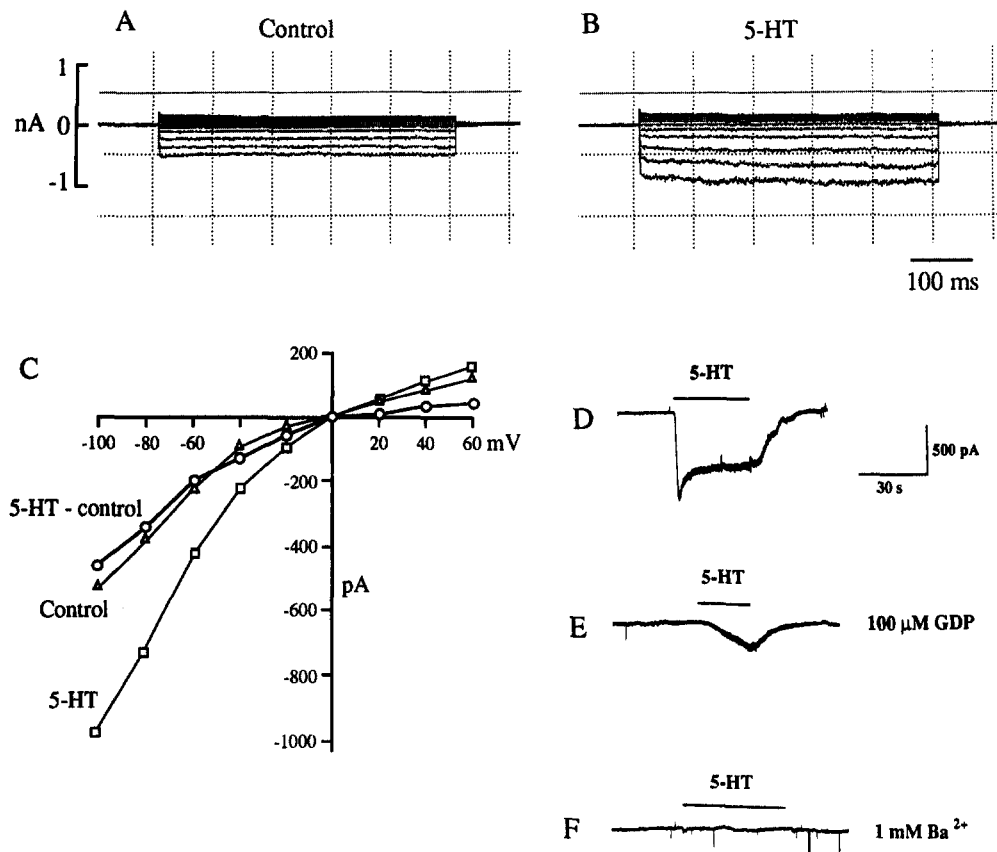 A
Control
B
5-HT
1
nA
0
-1
100 ms
C
200
-100
-80
-60
20
40
60
mV
-200
-400
-600
-800
-1000
pA
5-HT - control
Control
5-HT
D
5-HT
500 pA
30 s
E
5-HT
100 μM GDP
F
5-HT
1 mM Ba²⁺